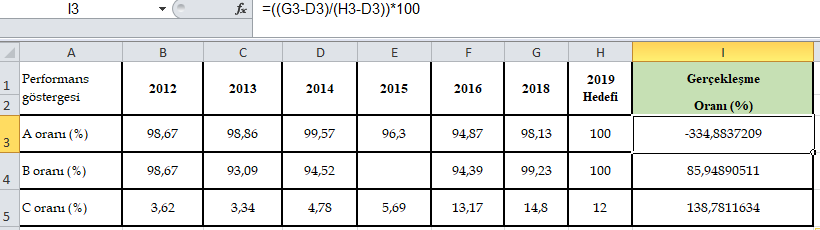 I3 fx =((G3-D3)/(H3-D3))*100
A B C D E F G H I
1 2 Performans göstergesi 2012 2013 2014 2015 2016 2018 2019 Hedefi Gerçekleşme Oranı (%)
3 A oranı (%) 98,67 98,86 99,57 96,3 94,87 98,13 100 -334,8837209
4 B oranı (%) 98,67 93,09 94,52 94,39 99,23 100 85,94890511
5 C oranı (%) 3,62 3,34 4,78 5,69 13,17 14,8 12 138,7811634